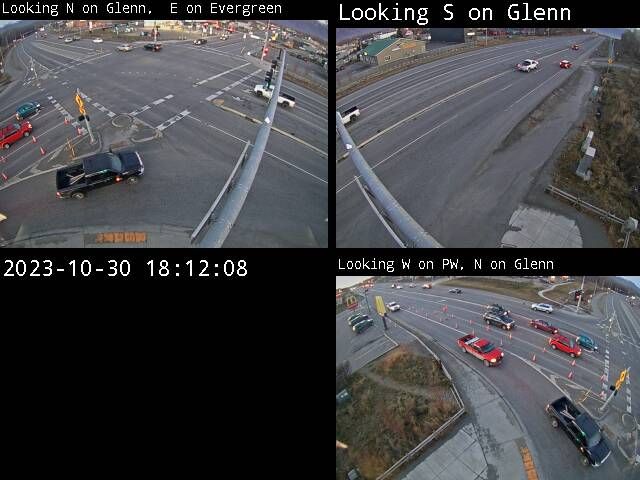 Looking N on Glenn, E on Evergreen
Looking S on Glenn
2023-10-30 18:12:08
Looking W on PW, N on Glenn